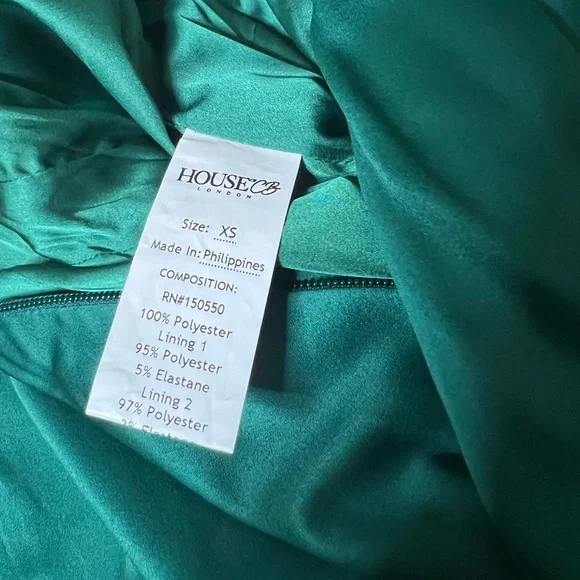 HOUSE OF CB
LONDON
Size: XS
Made In: Philippines
COMPOSITION:
RN#150550
100% Polyester
Lining 1
95% Polyester
5% Elastane
Lining 2
97% Polyester